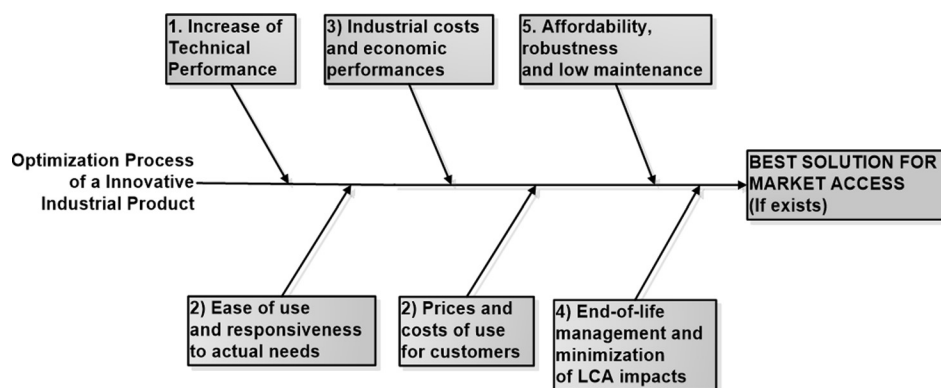 1. Increase of
Technical
Performance
3) Industrial costs
and economic
performances
5. Affordability,
robustness
and low maintenance
Optimization Process
of a Innovative
Industrial Product
BEST SOLUTION FOR
MARKET ACCESS
(If exists)
2) Ease of use
and responsiveness
to actual needs
2) Prices and
costs of use
for customers
4) End-of-life
management and
minimization
of LCA impacts